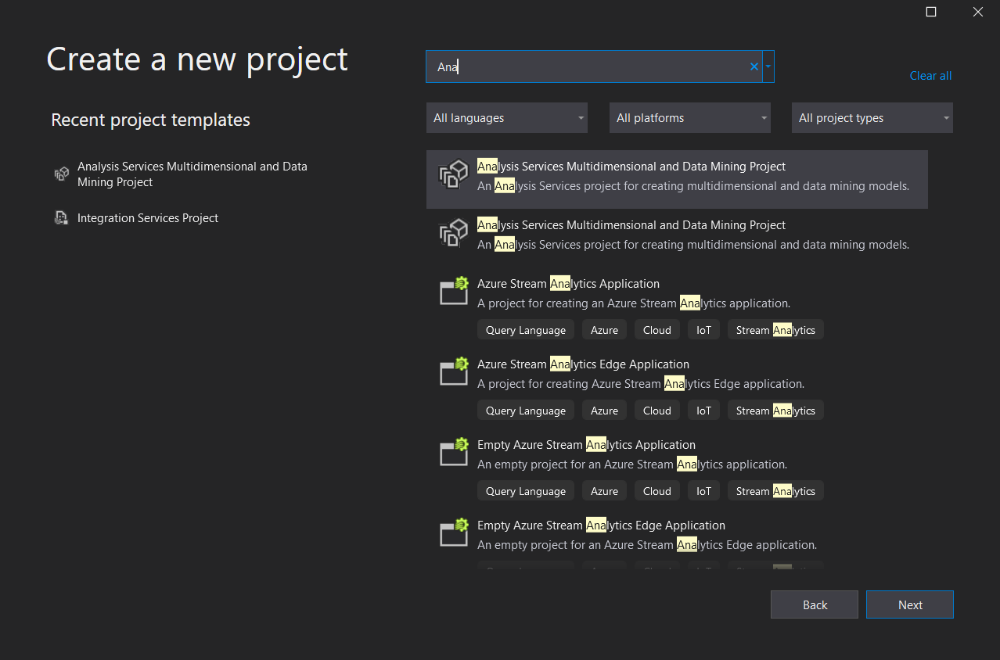 Create a new project
Recent project templates
Analysis Services Multidimensional and Data
Mining Project
Integration Services Project
Ana
Clear all
All languages
All platforms
All project types
Analysis Services Multidimensional and Data Mining Project
An Analysis Services project for creating multidimensional and data mining models.
Analysis Services Multidimensional and Data Mining Project
An Analysis Services project for creating multidimensional and data mining models.
Azure Stream Analytics Application
A project for creating an Azure Stream Analytics application.
Query Language Azure Cloud IoT Stream Analytics
Azure Stream Analytics Edge Application
A project for creating Azure Stream Analytics Edge application.
Query Language Azure Cloud IoT Stream Analytics
Empty Azure Stream Analytics Application
An empty project for an Azure Stream Analytics application.
Query Language Azure Cloud IoT Stream Analytics
Empty Azure Stream Analytics Edge Application
An empty project for an Azure Stream Analytics Edge application.
Back
Next